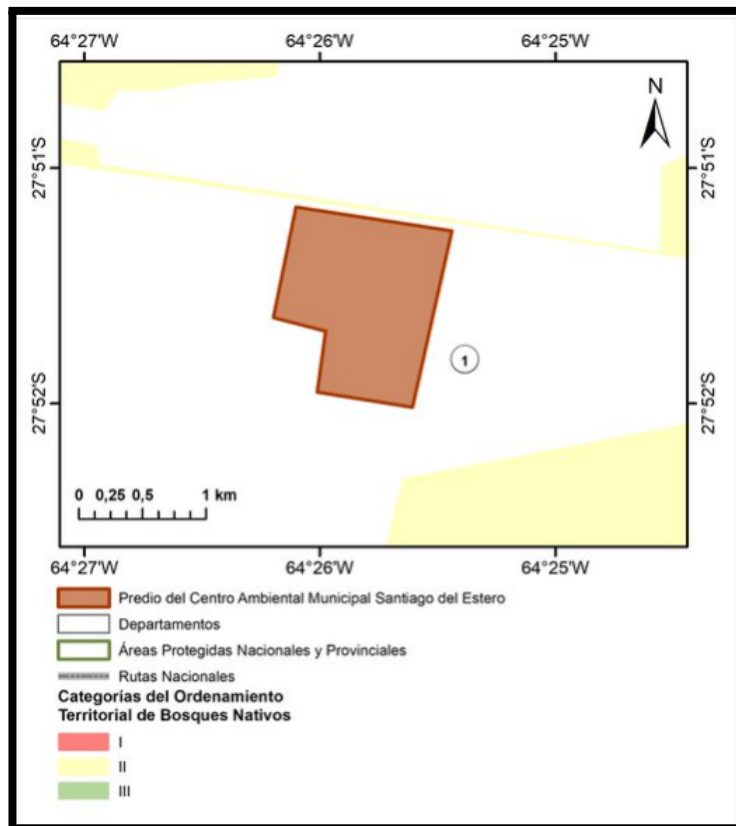 64°27'W 64°26'W 64°25'W
N
27°51'S 27°51'S
1
27°52'S 27°52'S
0 0,25 0,5 1 km
64°27'W 64°26'W 64°25'W
Predio del Centro Ambiental Municipal Santiago del Estero
Departamentos
Áreas Protegidas Nacionales y Provinciales
Rutas Nacionales
Categorías del Ordenamiento
Territorial de Bosques Nativos
I
II
III